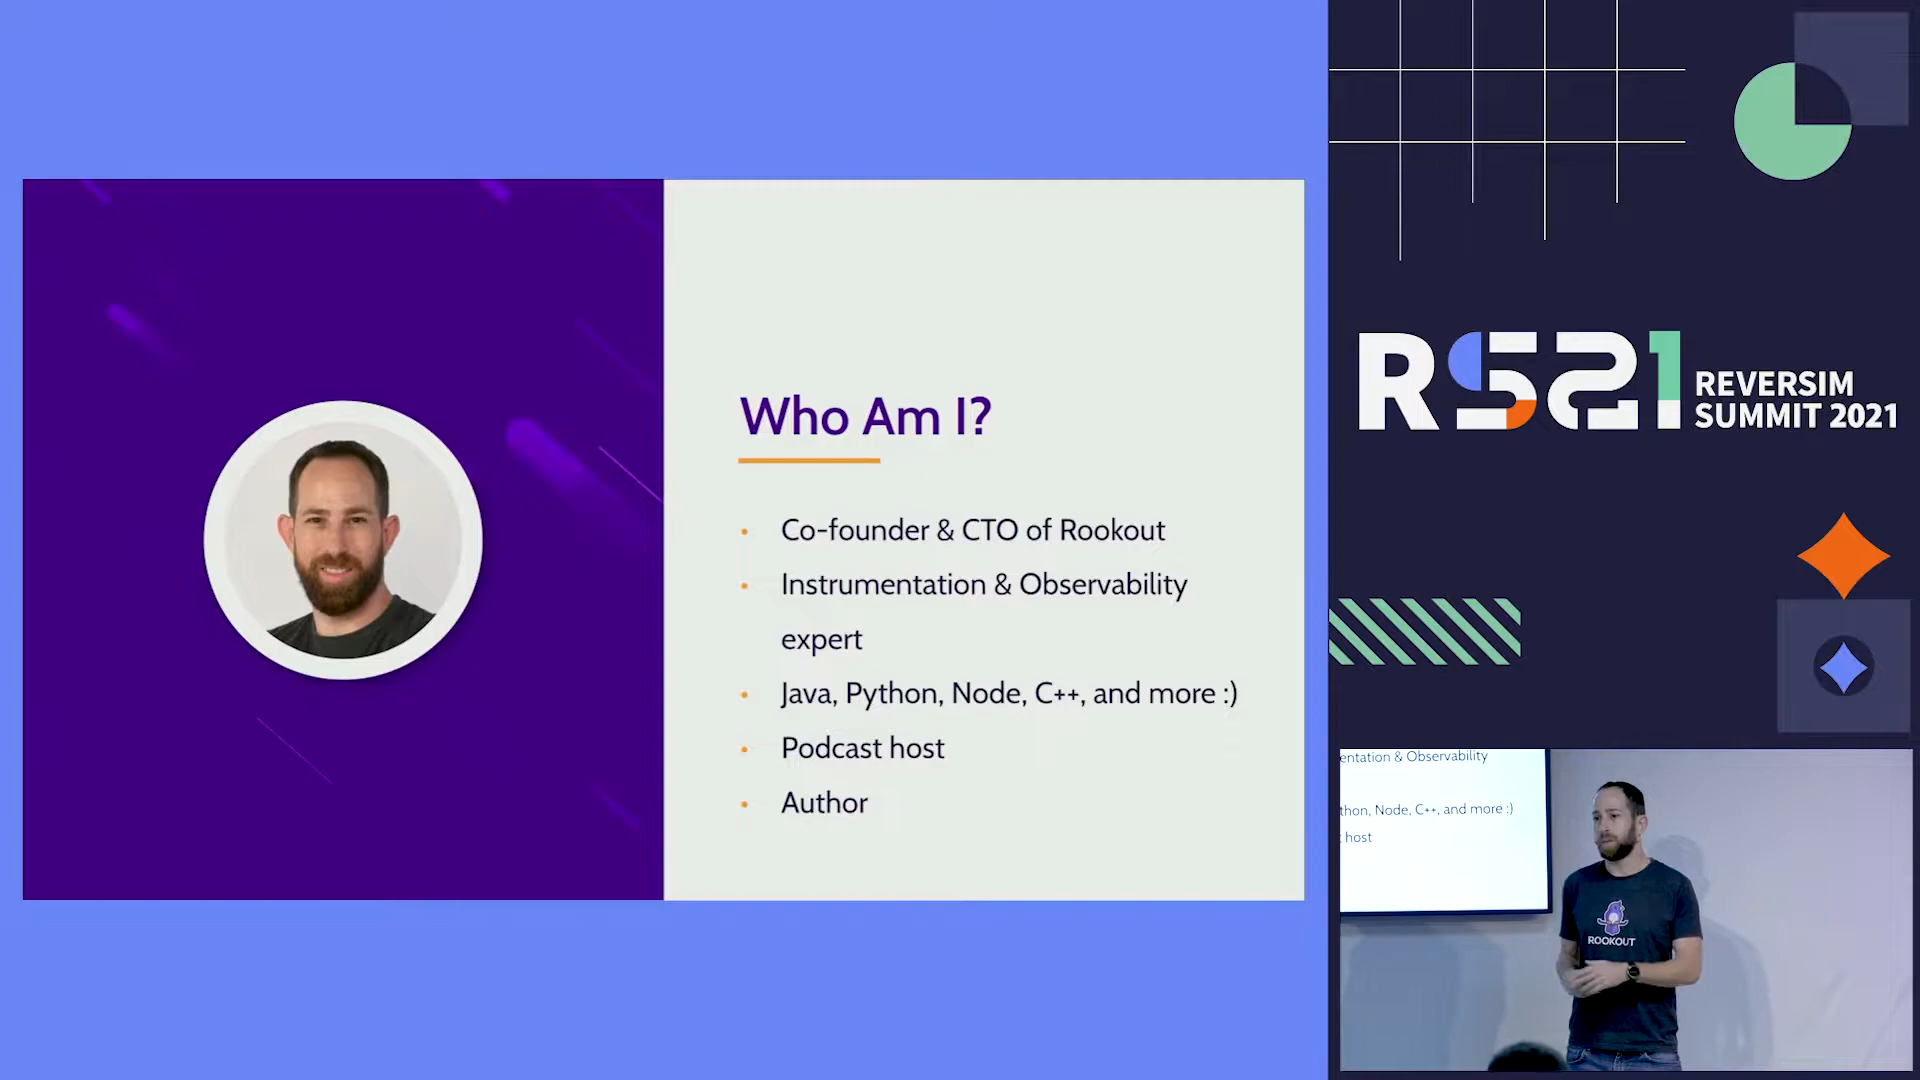 Who Am I?
Co-founder & CTO of Rookout
Instrumentation & Observability
expert
Java, Python, Node, C++, and more :)
Podcast host
Author
RS21
REVERSIM
SUMMIT 2021
entation & Observability
thon, Node, C++, and more :)
host
ROOKOUT